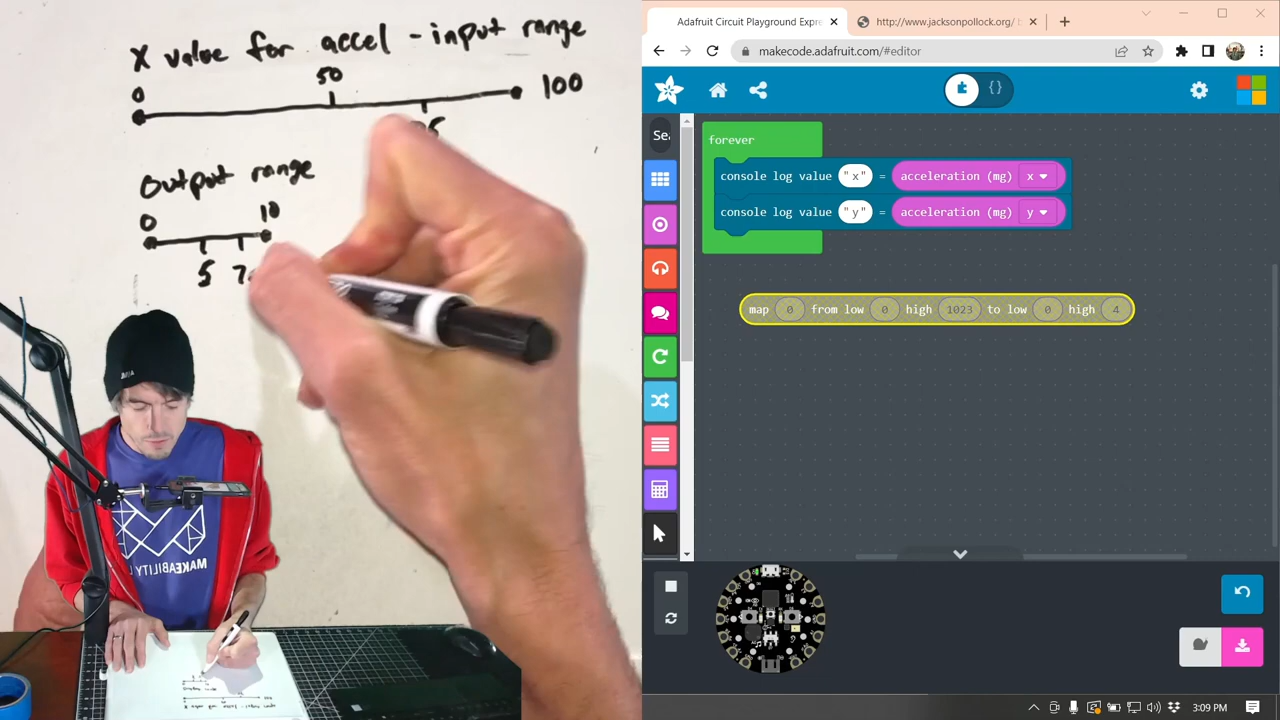 X value for accel - input range
50
0
100
Output range
0
10
5
Adafruit Circuit Playground Expre
http://www.jacksonpollock.org/
makecode.adafruit.com/#editor
{}
Sea
forever
console log value "x" = acceleration (mg) x
console log value "y" = acceleration (mg) y
map 0 from low 0 high 1023 to low 0 high 4
MAKEABILITY
3:09 PM